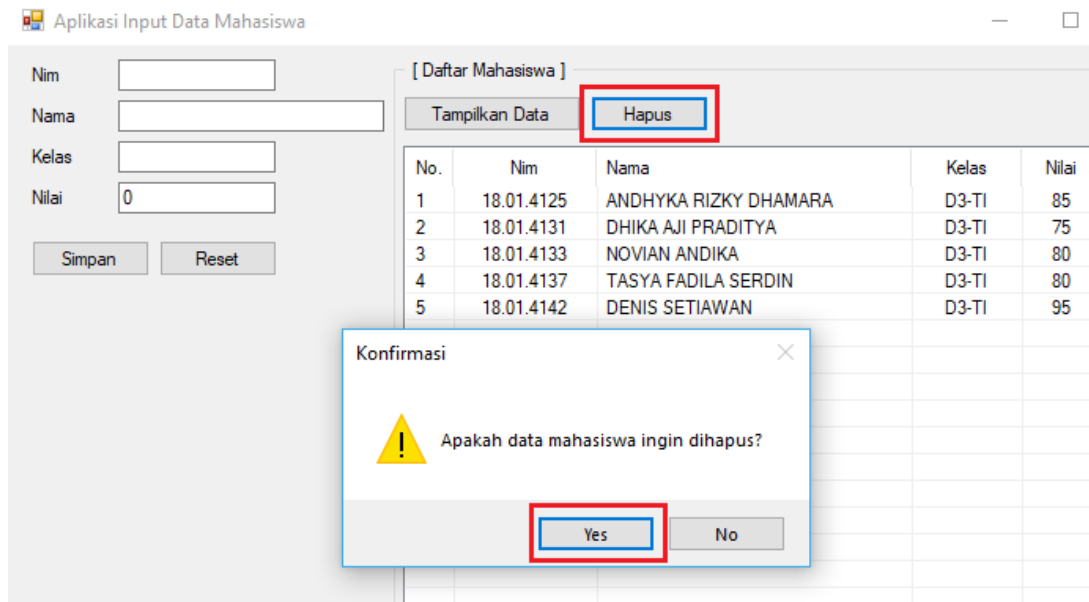 Aplikasi Input Data Mahasiswa
Nim
Nama
Kelas
Nilai 0
Simpan Reset
[ Daftar Mahasiswa ]
Tampilkan Data Hapus
No. Nim Nama Kelas Nilai
1 18.01.4125 ANDHYKA RIZKY DHAMARA D3-TI 85
2 18.01.4131 DHIKA AJI PRADITYA D3-TI 75
3 18.01.4133 NOVIAN ANDIKA D3-TI 80
4 18.01.4137 TASYA FADILA SERDIN D3-TI 80
5 18.01.4142 DENIS SETIAWAN D3-TI 95
Konfirmasi
Apakah data mahasiswa ingin dihapus?
Yes No